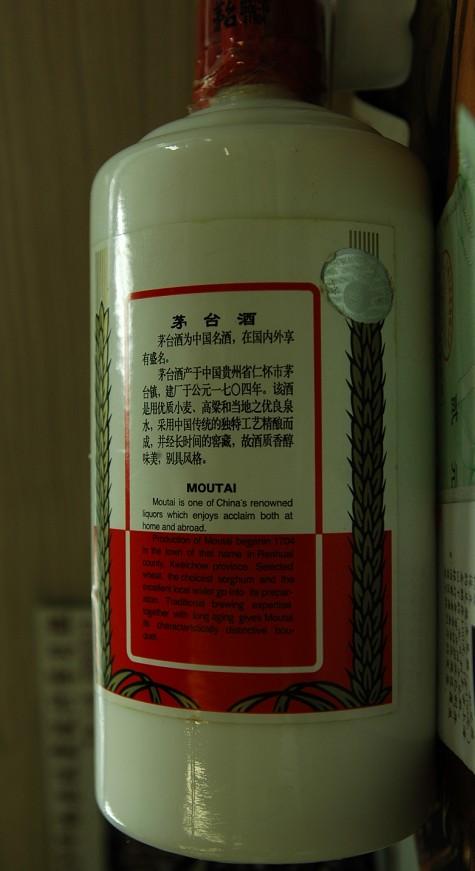 茅台酒
茅台酒为中国名酒，在国内外享
有盛名。
茅台酒产于中国贵州省仁怀市茅
台镇，建厂于公元一七〇四年。该酒
是用优质小麦、高粱和当地之优良泉
水，采用中国传统的独特工艺精酿而
成，并经长时间的窖藏，故酒质香醇
味美，别具风格。
MOUTAI
Moutai is one of China's renowned
liquors which enjoys acclaim both at
home and abroad.
Production of Moutai began in 1704
in the town of that name in Renhuai
county, Kweichow province. Selected
wheat, the choicest sorghum and the
excellent local water go into its prepar-
ation. Traditional brewing expertise
together with long aging gives Moutai
its characteristically distinctive bou-
quet.